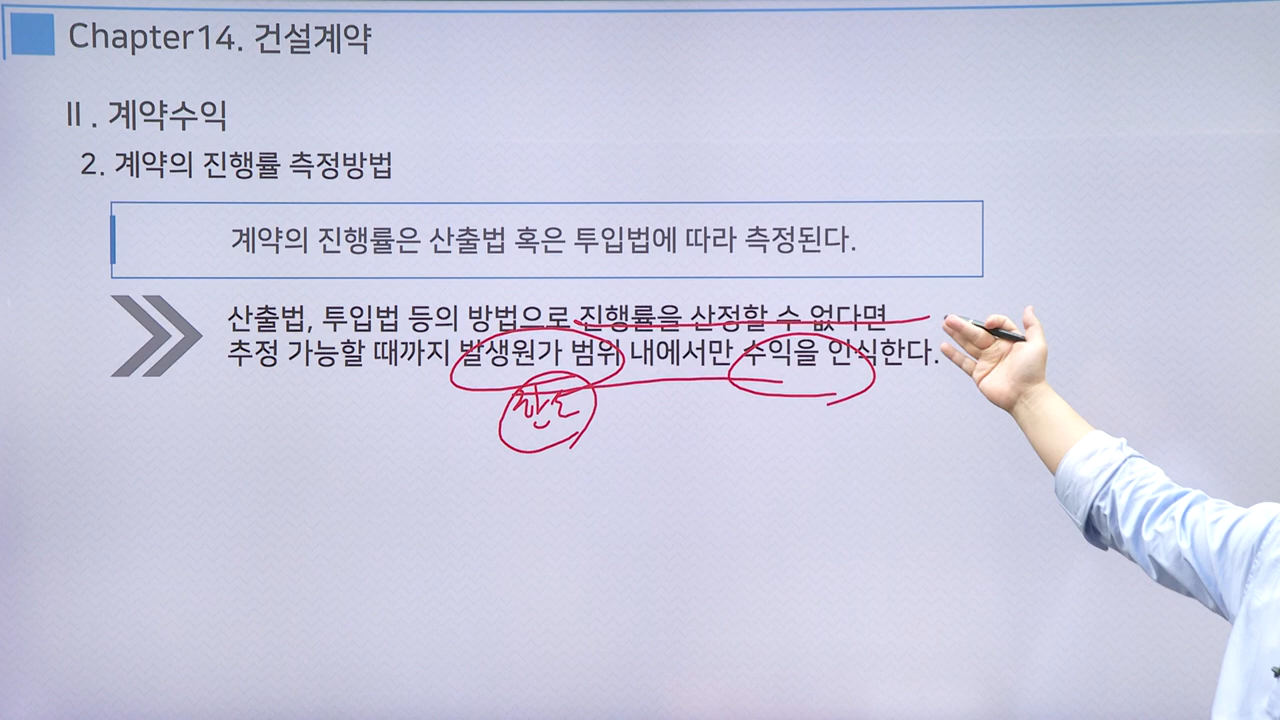 Chapter14. 건설계약
Ⅱ. 계약수익
2. 계약의 진행률 측정방법
계약의 진행률은 산출법 혹은 투입법에 따라 측정된다.
산출법, 투입법 등의 방법으로 진행률을 산정할 수 없다면
추정 가능할 때까지 발생원가 범위 내에서만 수익을 인식한다.
한도